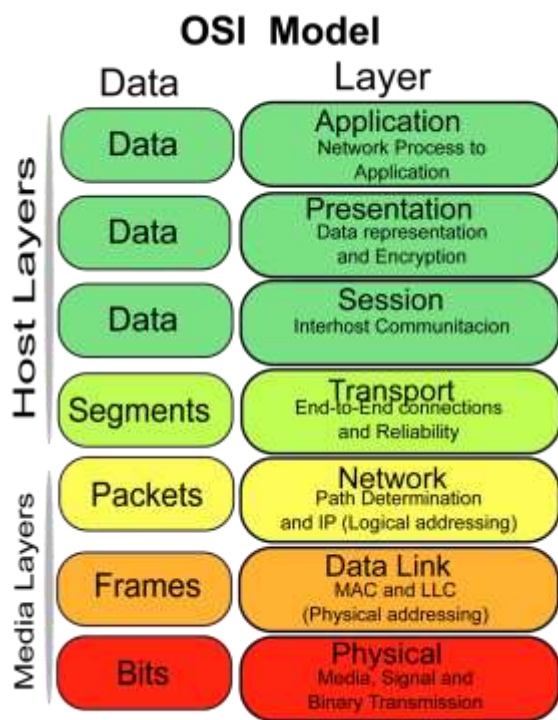 OSI Model
Data
Layer
Host Layers
Data
Application
Network Process to
Application
Data
Presentation
Data representation
and Encryption
Data
Session
Interhost Communitacion
Segments
Transport
End-to-End connections
and Reliability
Media Layers
Packets
Network
Path Determination
and IP (Logical addressing)
Frames
Data Link
MAC and LLC
(Physical addressing)
Bits
Physical
Media, Signal and
Binary Transmission